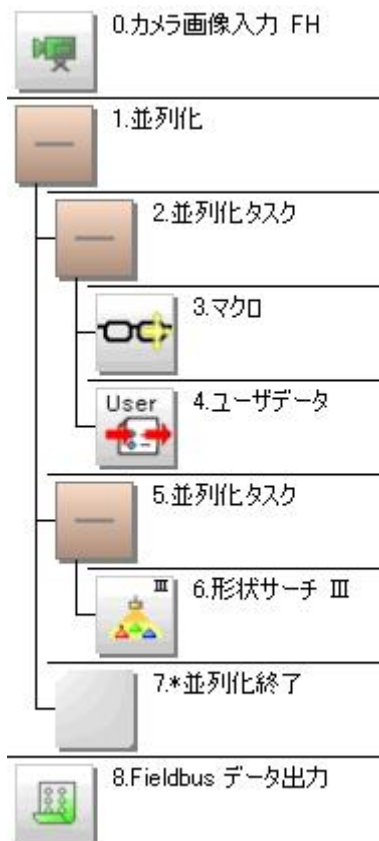 0.カメラ画像入力 FH
1.並列化
2.並列化タスク
3.マクロ
User
4.ユーザデータ
5.並列化タスク
III
6.形状サーチ Ⅲ
7.*並列化終了
8.Fieldbus データ出力